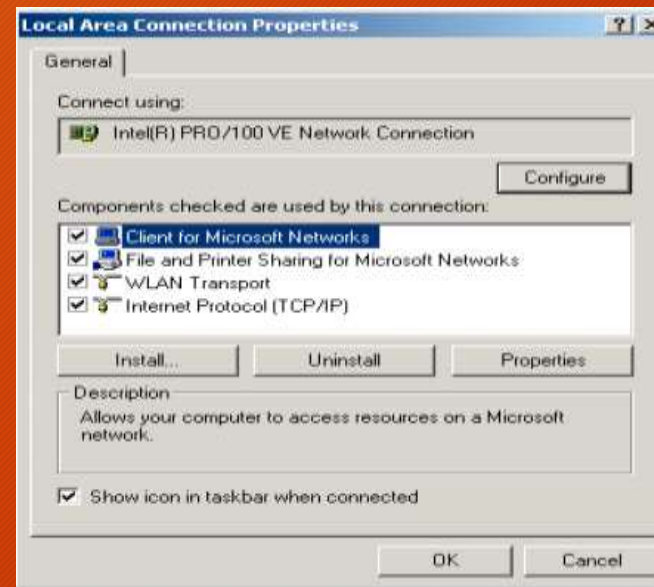 Local Area Connection Properties
General
Connect using:
Intel(R) PRO/100 VE Network Connection
Configure
Components checked are used by this connection:
Client for Microsoft Networks
File and Printer Sharing for Microsoft Networks
WLAN Transport
Internet Protocol (TCP/IP)
Install... Uninstall Properties
Description
Allows your computer to access resources on a Microsoft
network.
Show icon in taskbar when connected
OK Cancel